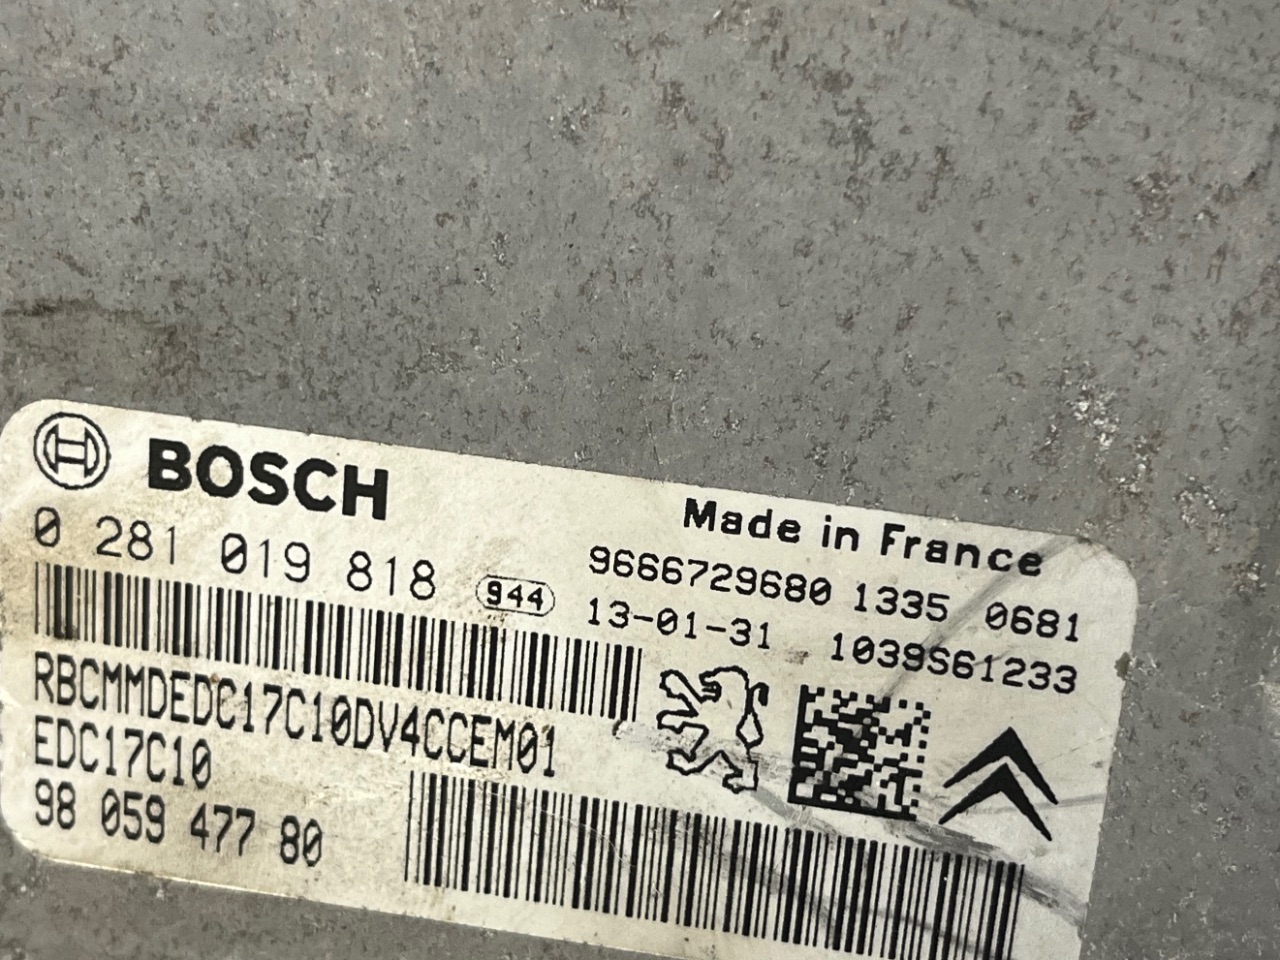 BOSCH
Made in France
0 281 019 818
944
9666729680 1335 0681
13-01-31 1039S61233
RBCMMDEDC17C10DV4CCEM01
EDC17C10
98 059 477 80